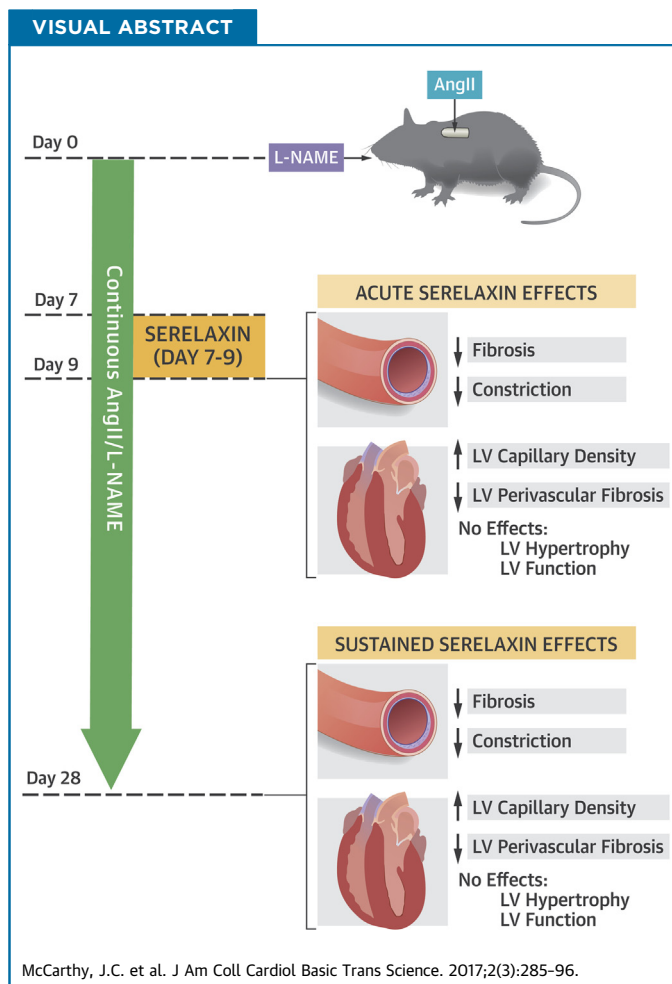 VISUAL ABSTRACT
AngII
Day 0
L-NAME
Continuous AngII/L-NAME
Day 7
SERELAXIN
(DAY 7-9)
Day 9
ACUTE SERELAXIN EFFECTS
Fibrosis
Constriction
LV Capillary Density
LV Perivascular Fibrosis
No Effects:
LV Hypertrophy
LV Function
SUSTAINED SERELAXIN EFFECTS
Fibrosis
Constriction
Day 28
LV Capillary Density
LV Perivascular Fibrosis
No Effects:
LV Hypertrophy
LV Function
McCarthy, J.C. et al. J Am Coll Cardiol Basic Trans Science. 2017;2(3):285-96.